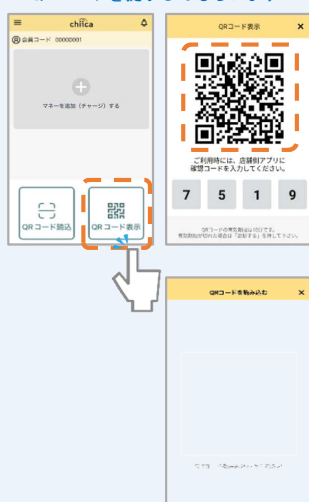 chiica
会員コード 00000001
マネーを追加 (チャージ) する
QRコード読込
QRコード表示
QRコード表示
×
ご利用時には、店舗側アプリに
確認コードを入力してください。
7 5 1 9
QRコードを読み込む
×